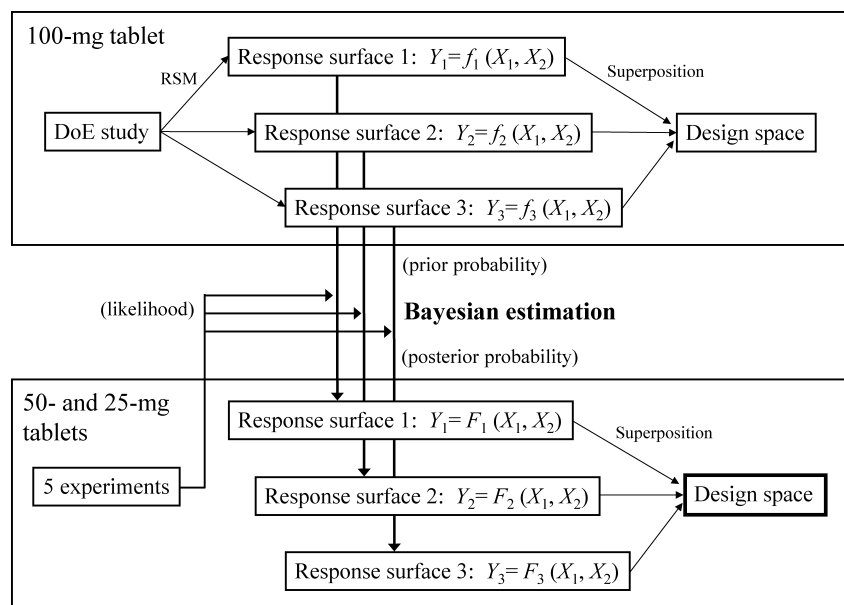 100-mg tablet
Response surface 1: Y₁= f₁ (X₁, X₂)
RSM
Superposition
DoE study
Response surface 2: Y₂= f₂ (X₁, X₂)
Design space
Response surface 3: Y₃= f₃ (X₁, X₂)
(prior probability)
(likelihood)
Bayesian estimation
(posterior probability)
50- and 25-mg
tablets
Response surface 1: Y₁= F₁ (X₁, X₂)
Superposition
5 experiments
Response surface 2: Y₂= F₂ (X₁, X₂)
Design space
Response surface 3: Y₃= F₃ (X₁, X₂)